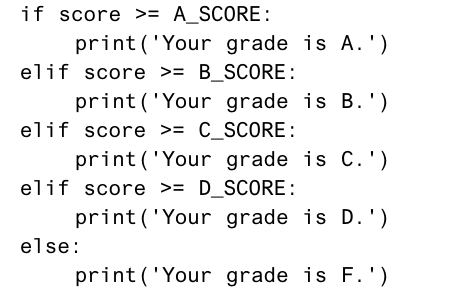 if score >= A_SCORE:
    print('Your grade is A.')
elif score >= B_SCORE:
    print('Your grade is B.')
elif score >= C_SCORE:
    print('Your grade is C.')
elif score >= D_SCORE:
    print('Your grade is D.')
else:
    print('Your grade is F.')